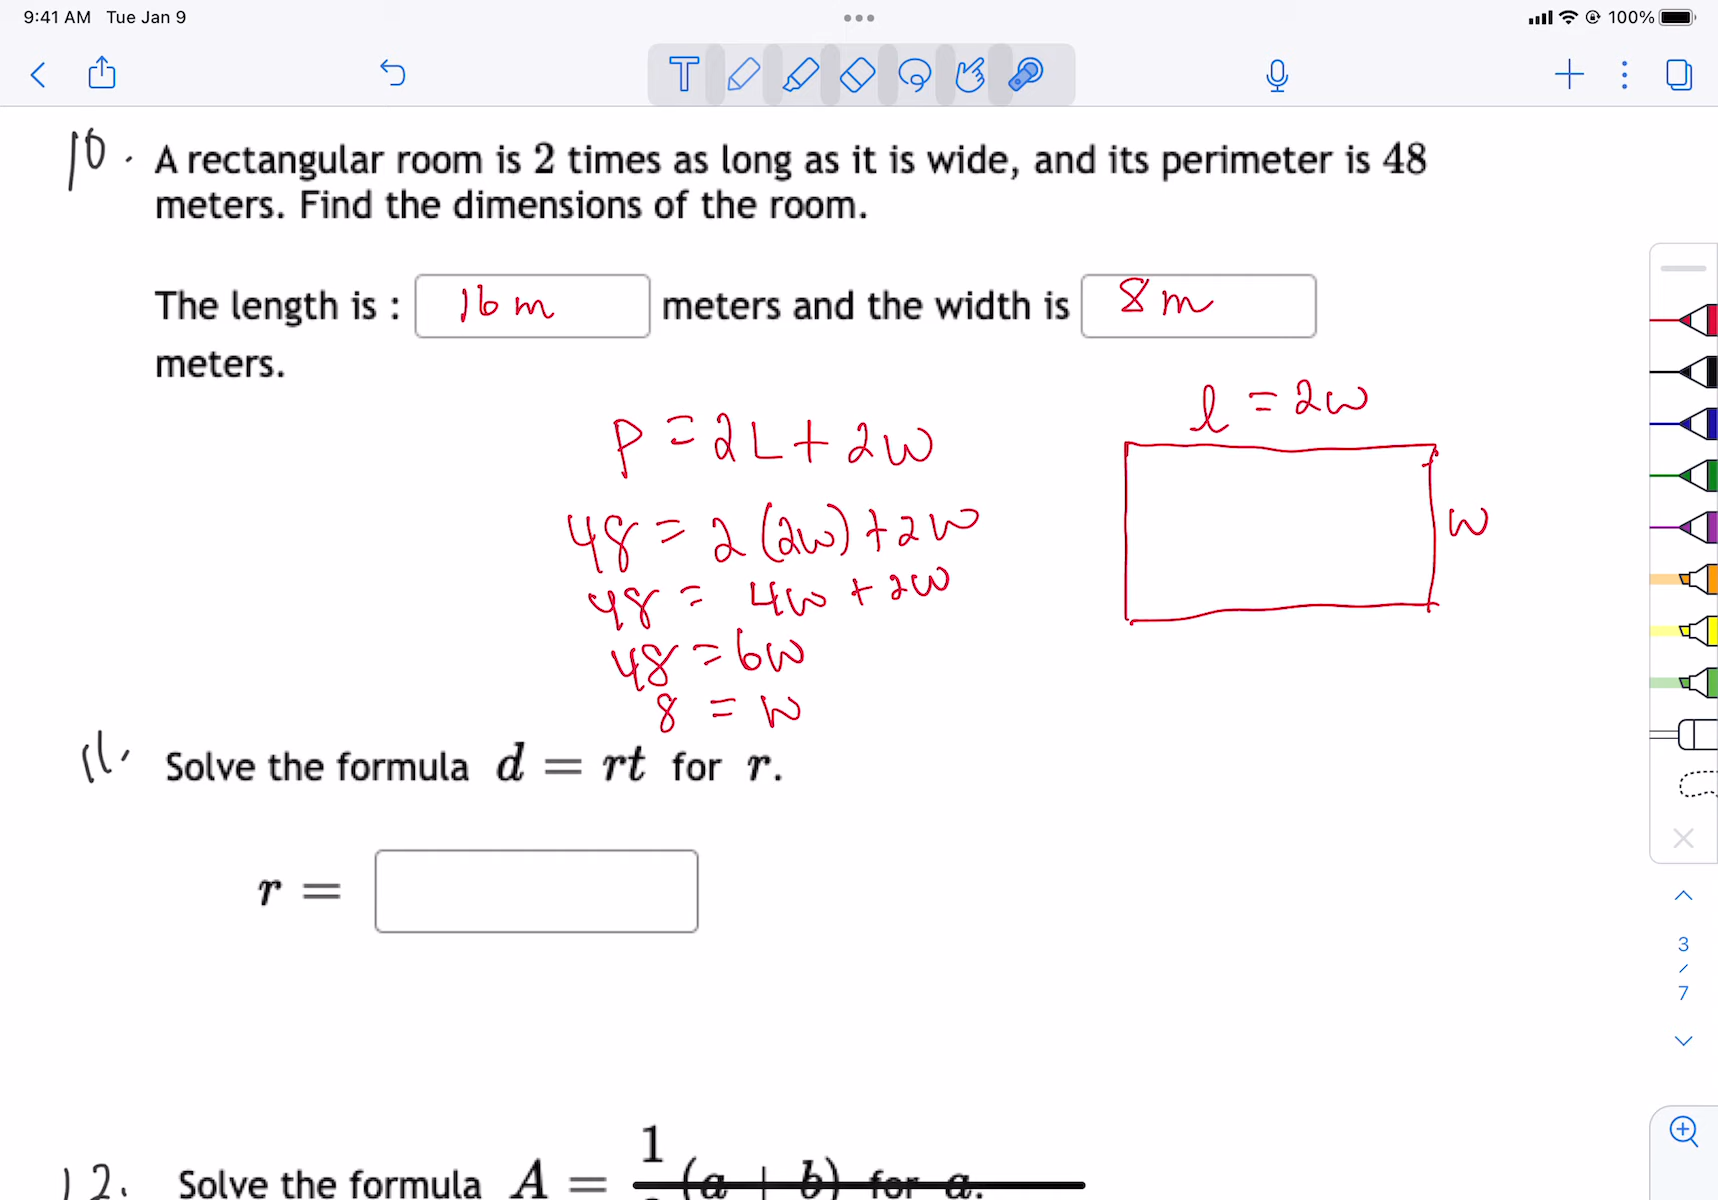 9:41 AM Tue Jan 9
100%
10. A rectangular room is 2 times as long as it is wide, and its perimeter is 48
meters. Find the dimensions of the room.
The length is : 16 m meters and the width is 8 m
meters.
l = 2w
P = 2L + 2w
48 = 2 (2w) + 2w
w
48 = 4w + 2w
48 = 6w
8 = w
11. Solve the formula d = rt for r.
r =
3
/
7
12. Solve the formula A = 1 (a + b) for a.